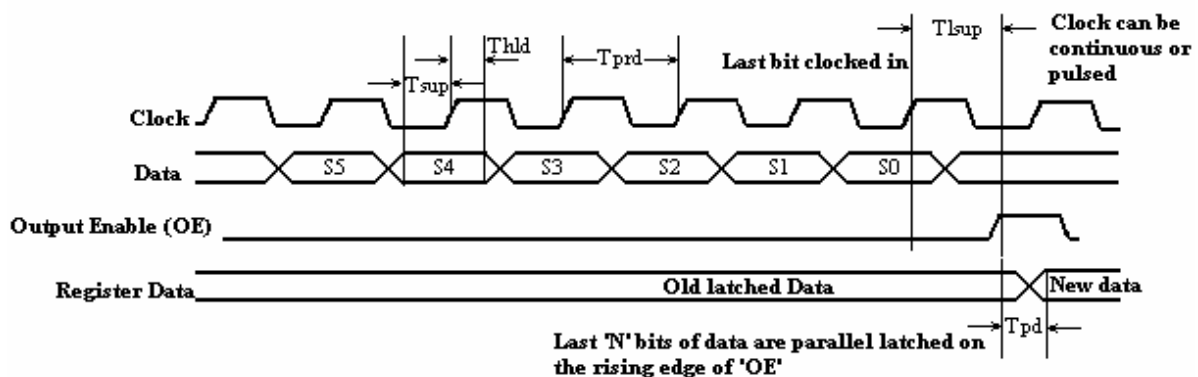 Tlsup
Clock can be
continuous or
pulsed
Thld
Tprd
Last bit clocked in
Tsup
Clock
Data
S5
S4
S3
S2
S1
S0
Output Enable (OE)
Register Data
Old latched Data
New data
Tpd
Last 'N' bits of data are parallel latched on
the rising edge of 'OE'